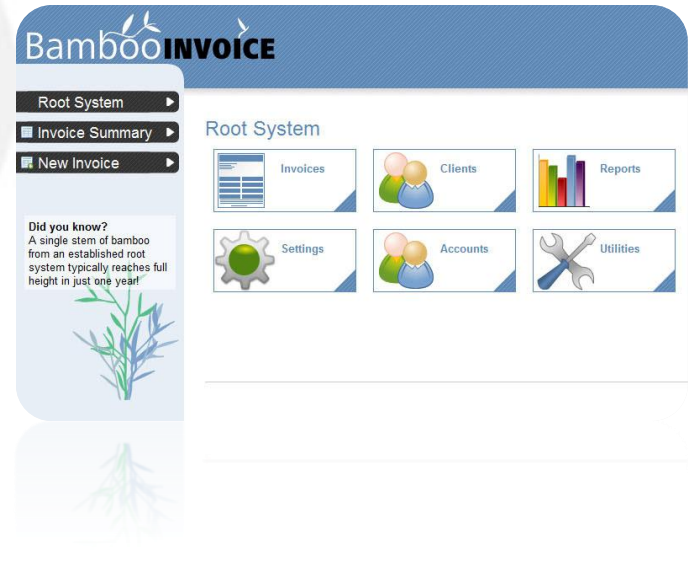 BambooINVOICE
Root System
Invoice Summary
New Invoice
Did you know?
A single stem of bamboo
from an established root
system typically reaches full
height in just one year!
Root System
Invoices
Clients
Reports
Settings
Accounts
Utilities